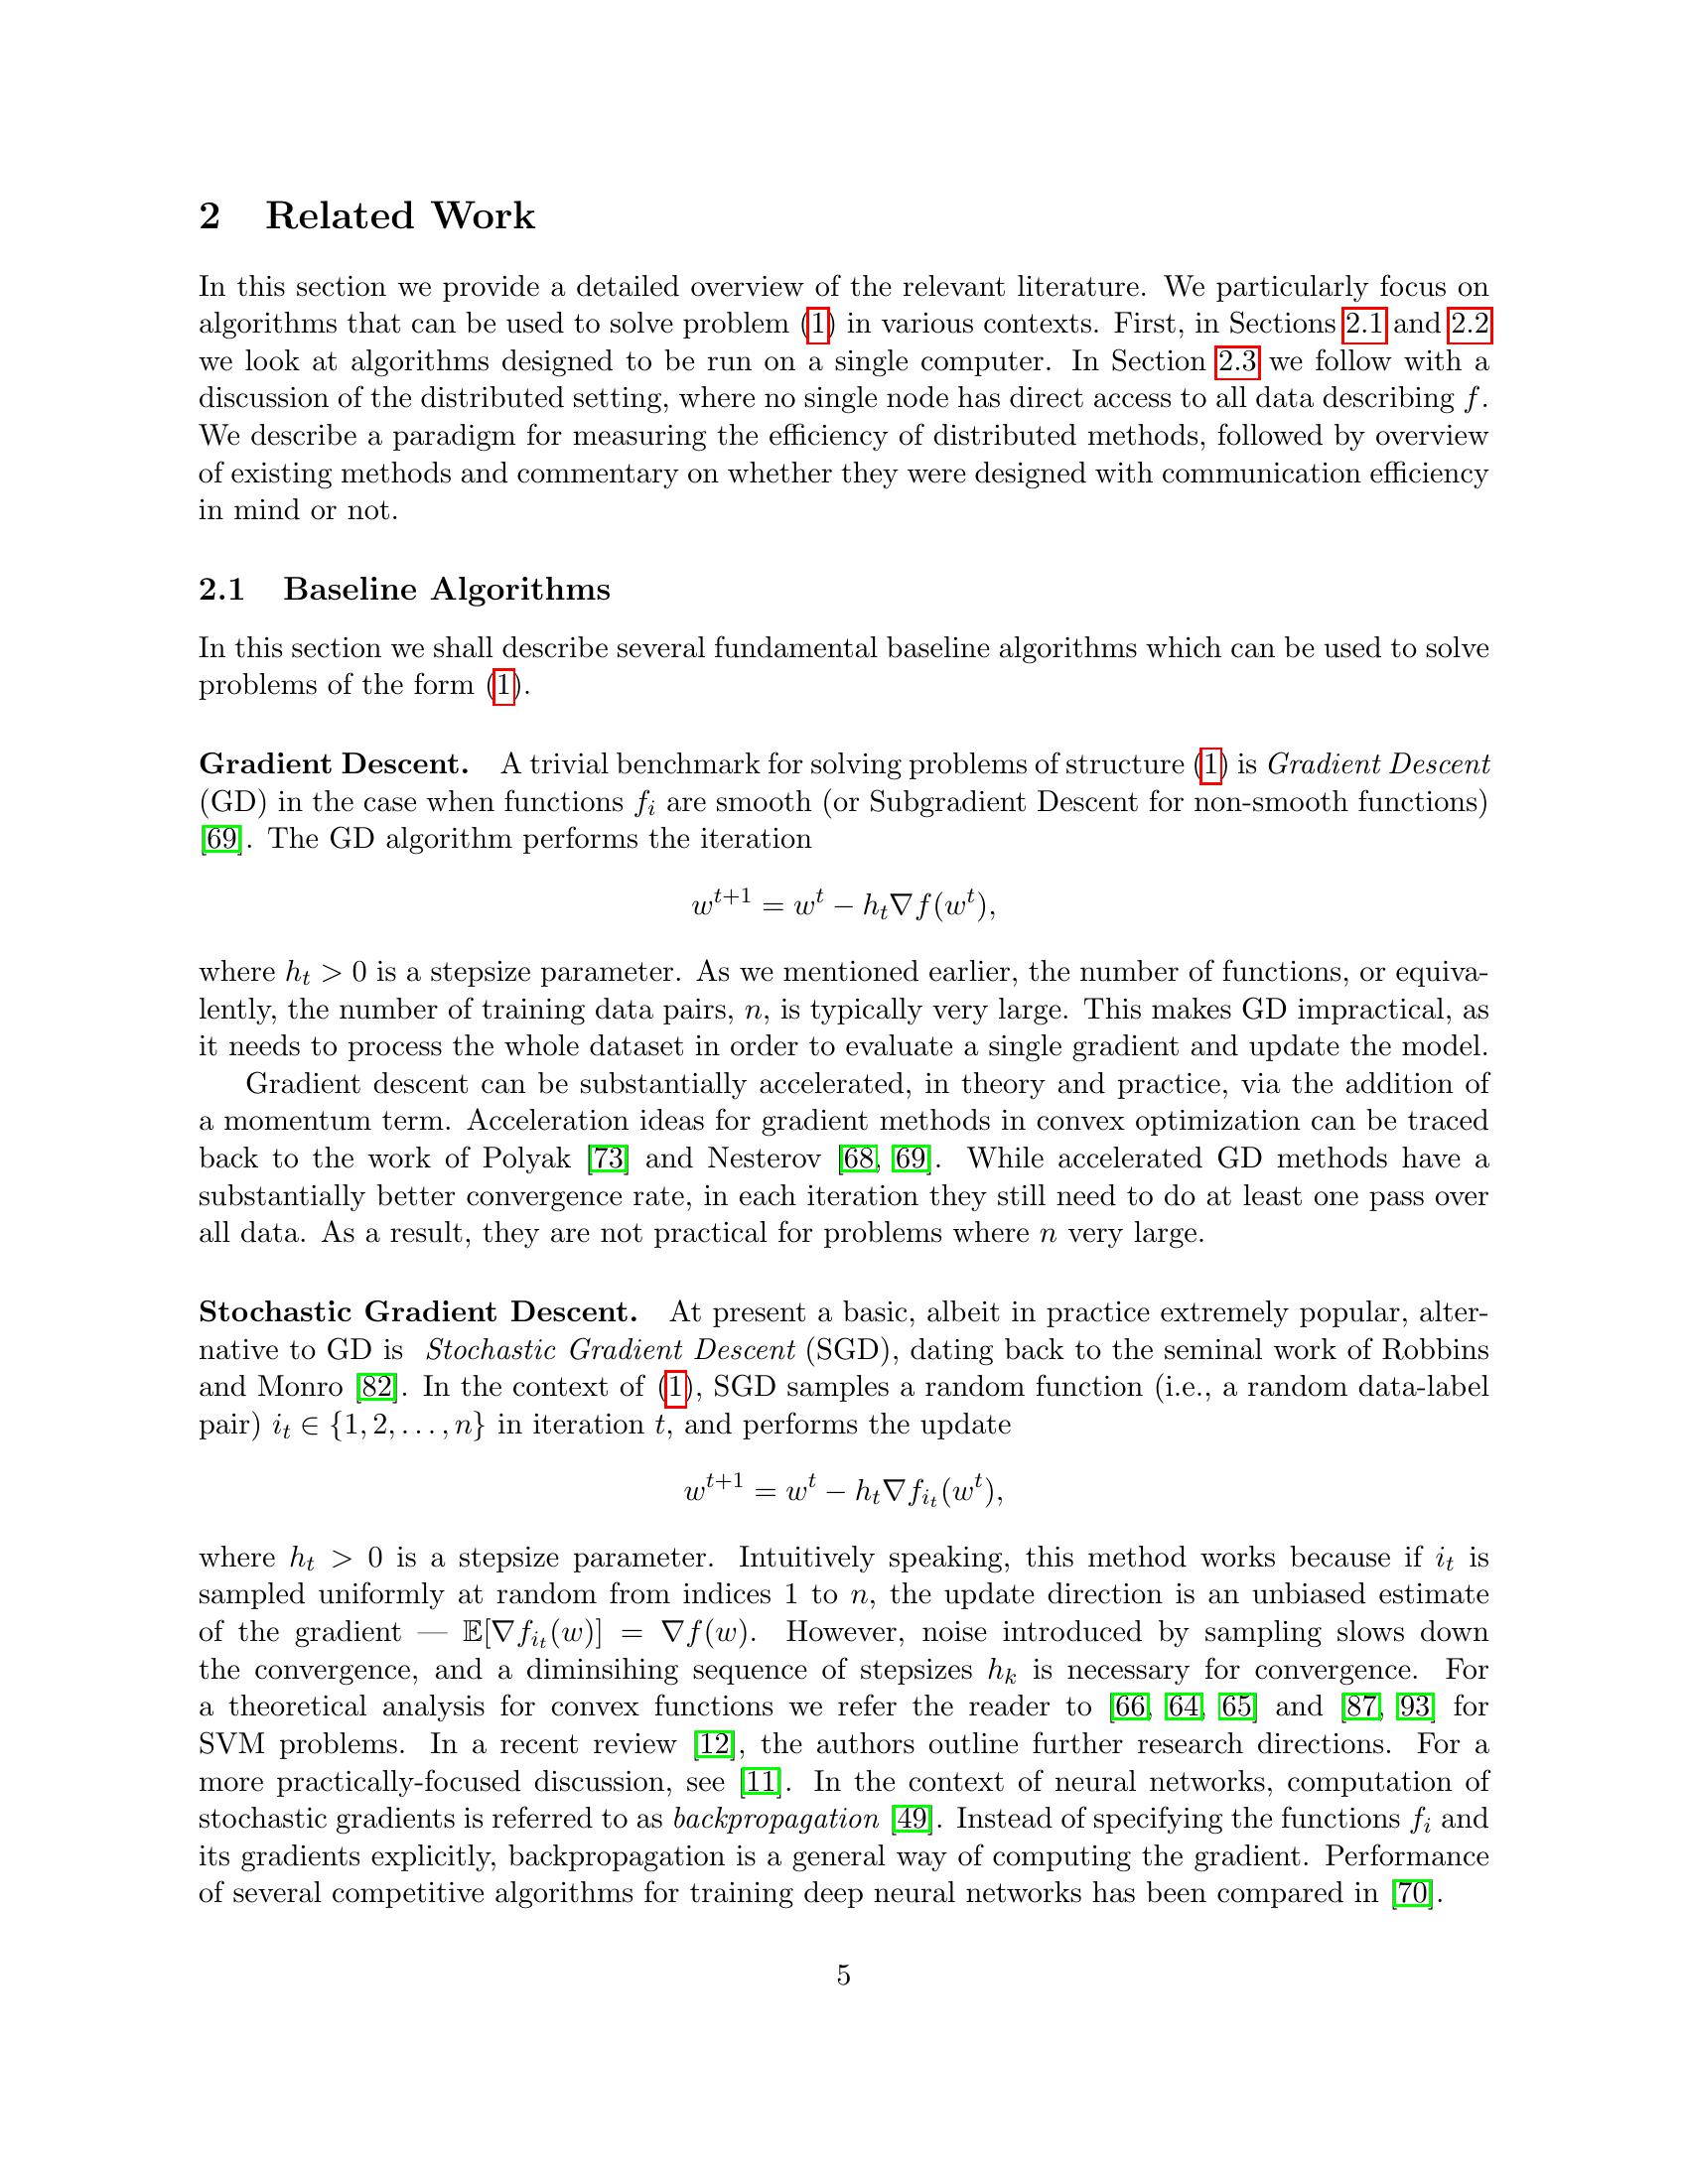 2 Related Work
In this section we provide a detailed overview of the relevant literature. We particularly focus on
algorithms that can be used to solve problem (1) in various contexts. First, in Sections 2.1 and 2.2
we look at algorithms designed to be run on a single computer. In Section 2.3 we follow with a
discussion of the distributed setting, where no single node has direct access to all data describing f.
We describe a paradigm for measuring the efficiency of distributed methods, followed by overview
of existing methods and commentary on whether they were designed with communication efficiency
in mind or not.
2.1 Baseline Algorithms
In this section we shall describe several fundamental baseline algorithms which can be used to solve
problems of the form (1).
Gradient Descent. A trivial benchmark for solving problems of structure (1) is Gradient Descent
(GD) in the case when functions f_i are smooth (or Subgradient Descent for non-smooth functions)
[69]. The GD algorithm performs the iteration
w^{t+1} = w^t − h_t∇f(w^t),
where h_t > 0 is a stepsize parameter. As we mentioned earlier, the number of functions, or equiva-
lently, the number of training data pairs, n, is typically very large. This makes GD impractical, as
it needs to process the whole dataset in order to evaluate a single gradient and update the model.
Gradient descent can be substantially accelerated, in theory and practice, via the addition of
a momentum term. Acceleration ideas for gradient methods in convex optimization can be traced
back to the work of Polyak [73] and Nesterov [68, 69]. While accelerated GD methods have a
substantially better convergence rate, in each iteration they still need to do at least one pass over
all data. As a result, they are not practical for problems where n very large.
Stochastic Gradient Descent. At present a basic, albeit in practice extremely popular, alter-
native to GD is Stochastic Gradient Descent (SGD), dating back to the seminal work of Robbins
and Monro [82]. In the context of (1), SGD samples a random function (i.e., a random data-label
pair) i_t ∈ {1, 2, . . . , n} in iteration t, and performs the update
w^{t+1} = w^t − h_t∇f_{i_t}(w^t),
where h_t > 0 is a stepsize parameter. Intuitively speaking, this method works because if i_t is
sampled uniformly at random from indices 1 to n, the update direction is an unbiased estimate
of the gradient — 𝔼[∇f_{i_t}(w)] = ∇f(w). However, noise introduced by sampling slows down
the convergence, and a diminsihing sequence of stepsizes h_k is necessary for convergence. For
a theoretical analysis for convex functions we refer the reader to [66, 64, 65] and [87, 93] for
SVM problems. In a recent review [12], the authors outline further research directions. For a
more practically-focused discussion, see [11]. In the context of neural networks, computation of
stochastic gradients is referred to as backpropagation [49]. Instead of specifying the functions f_i and
its gradients explicitly, backpropagation is a general way of computing the gradient. Performance
of several competitive algorithms for training deep neural networks has been compared in [70].
5